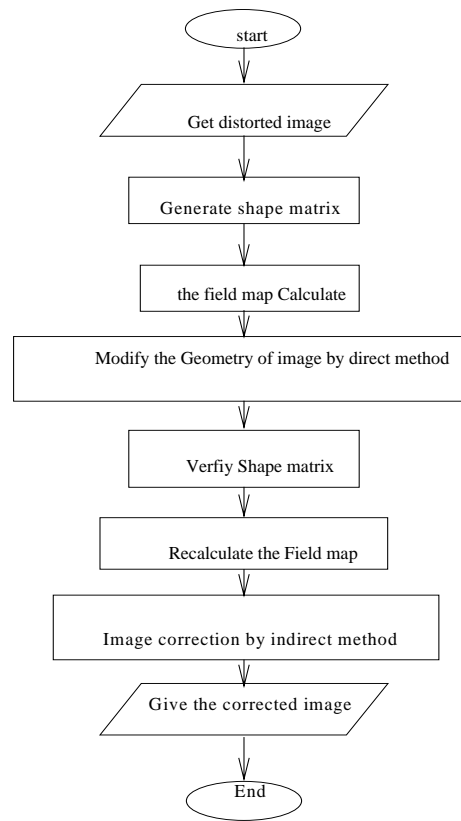 start
Get distorted image
Generate shape matrix
the field map Calculate
Modify the Geometry of image by direct method
Verfiy Shape matrix
Recalculate the Field map
Image correction by indirect method
Give the corrected image
End